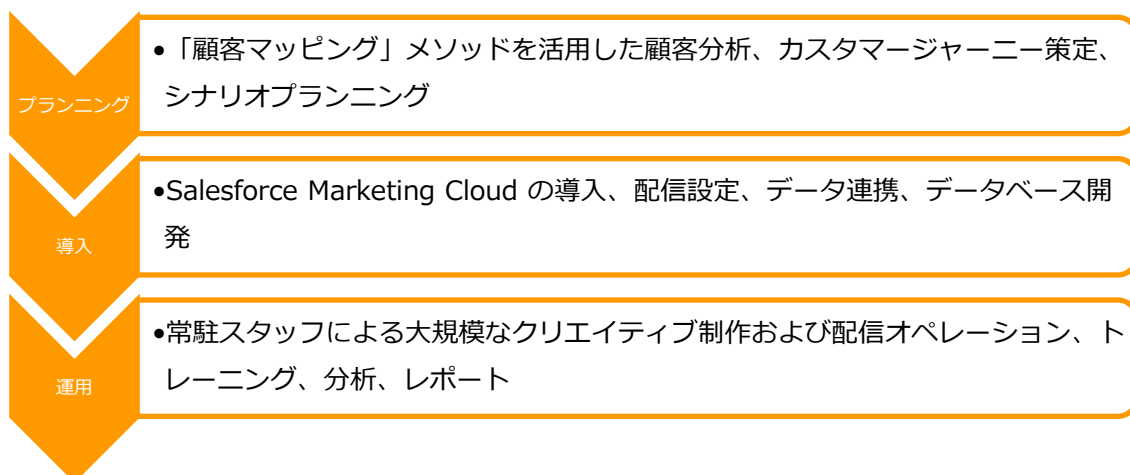 プランニング
•「顧客マッピング」メソッドを活用した顧客分析、カスタマージャーニー策定、
シナリオプランニング
導入
•Salesforce Marketing Cloud の導入、配信設定、データ連携、データベース開
発
運用
•常駐スタッフによる大規模なクリエイティブ制作および配信オペレーション、ト
レーニング、分析、レポート